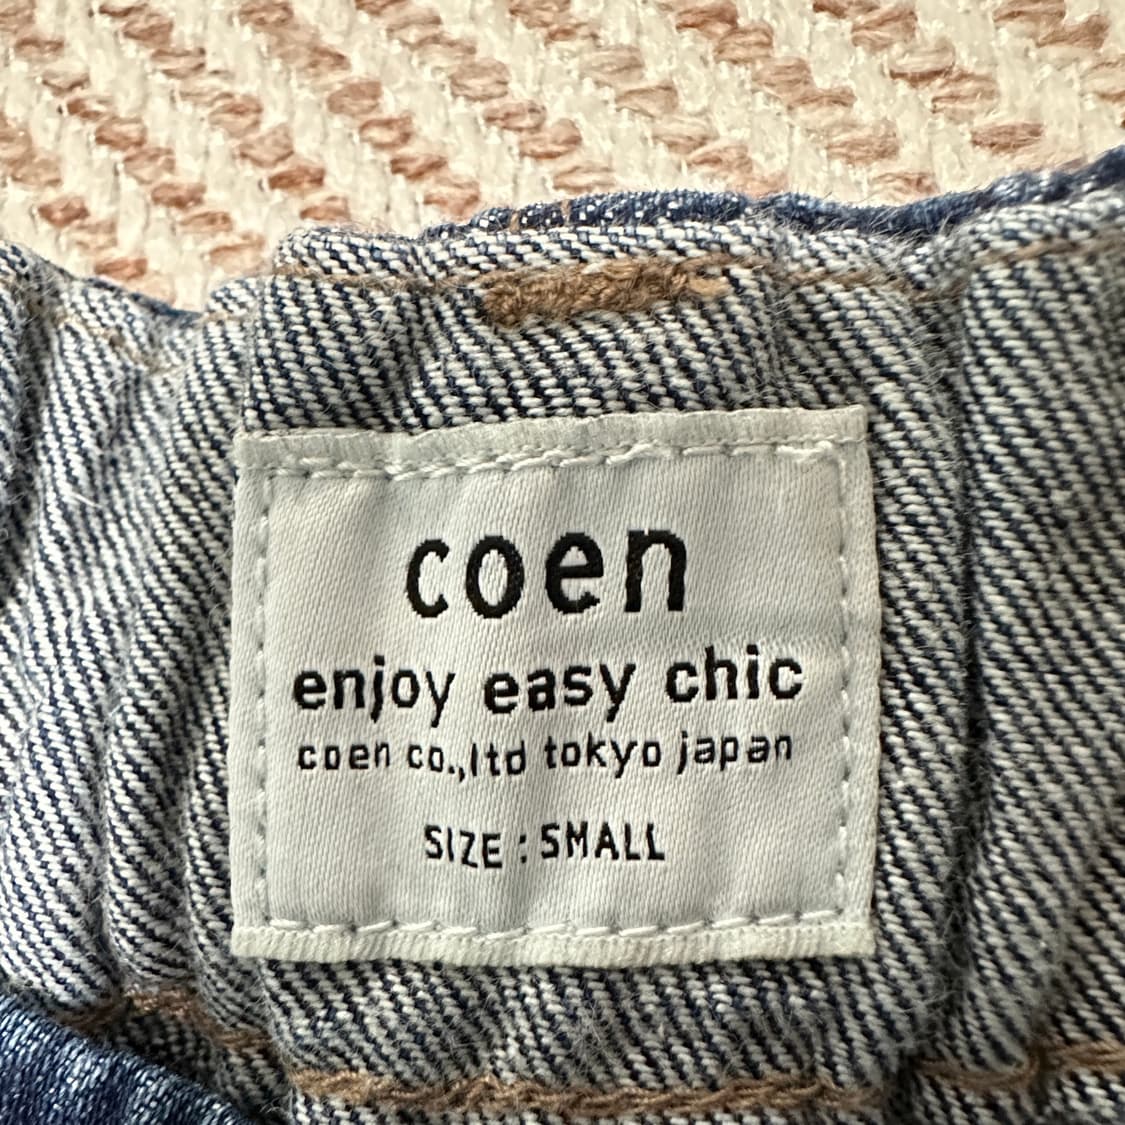 coen
enjoy easy chic
coen co.,ltd tokyo japan
SIZE : SMALL